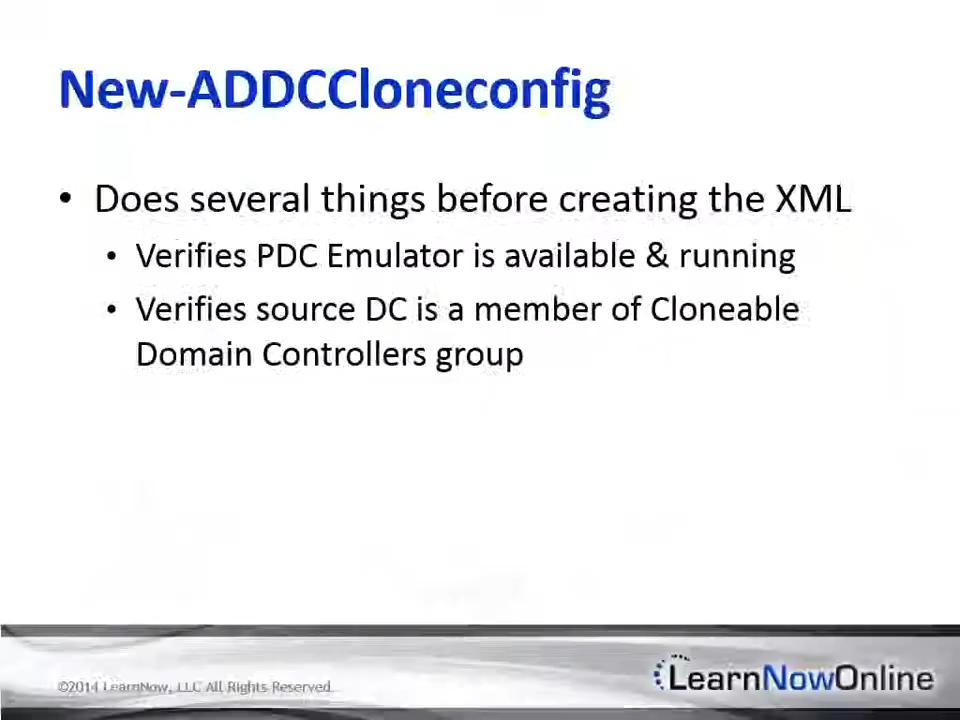 New-ADDCCloneconfig
• Does several things before creating the XML
• Verifies PDC Emulator is available & running
• Verifies source DC is a member of Cloneable
Domain Controllers group
©2014 LearnNow, LLC All Rights Reserved.
LearnNowOnline